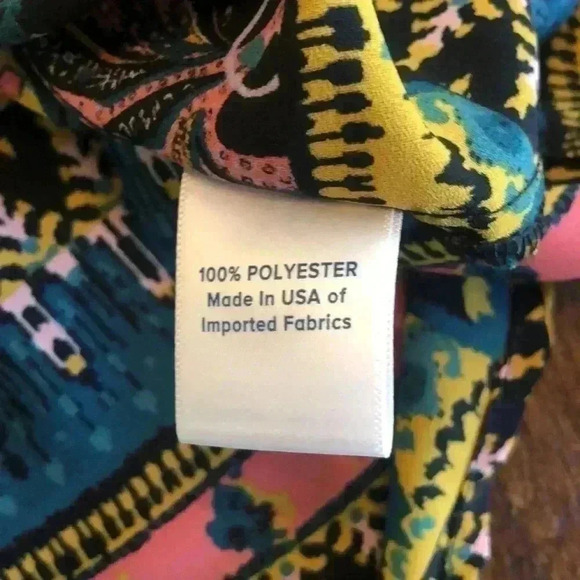 100% POLYESTER
Made In USA of
Imported Fabrics